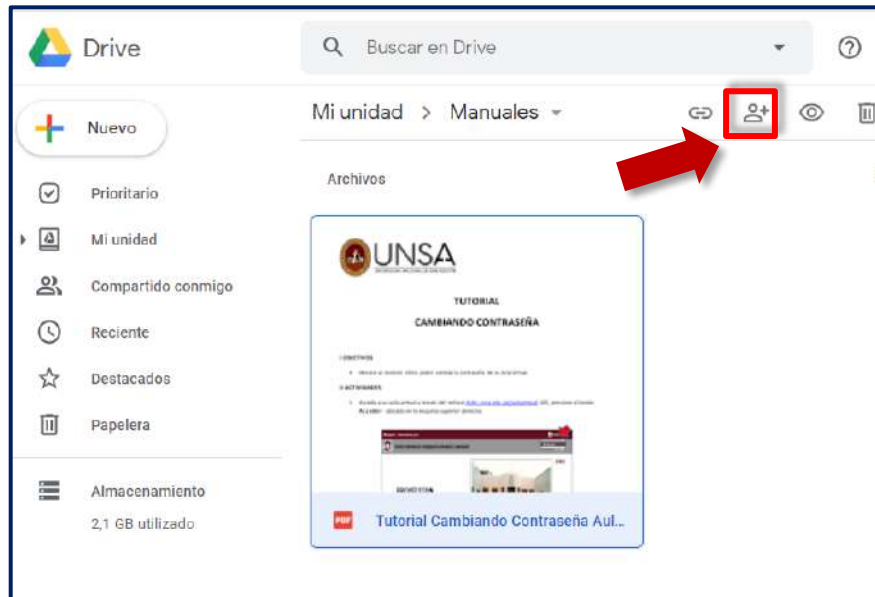 Drive
Buscar en Drive
Nuevo
Mi unidad > Manuales
Prioritario
Archivos
Mi unidad
Compartido conmigo
Reciente
Destacados
Papelera
Almacenamiento
2,1 GB utilizado
UNSA
TUTORIAL
CAMBIANDO CONTRASEÑA
PDF
Tutorial Cambiando Contraseña Aul...